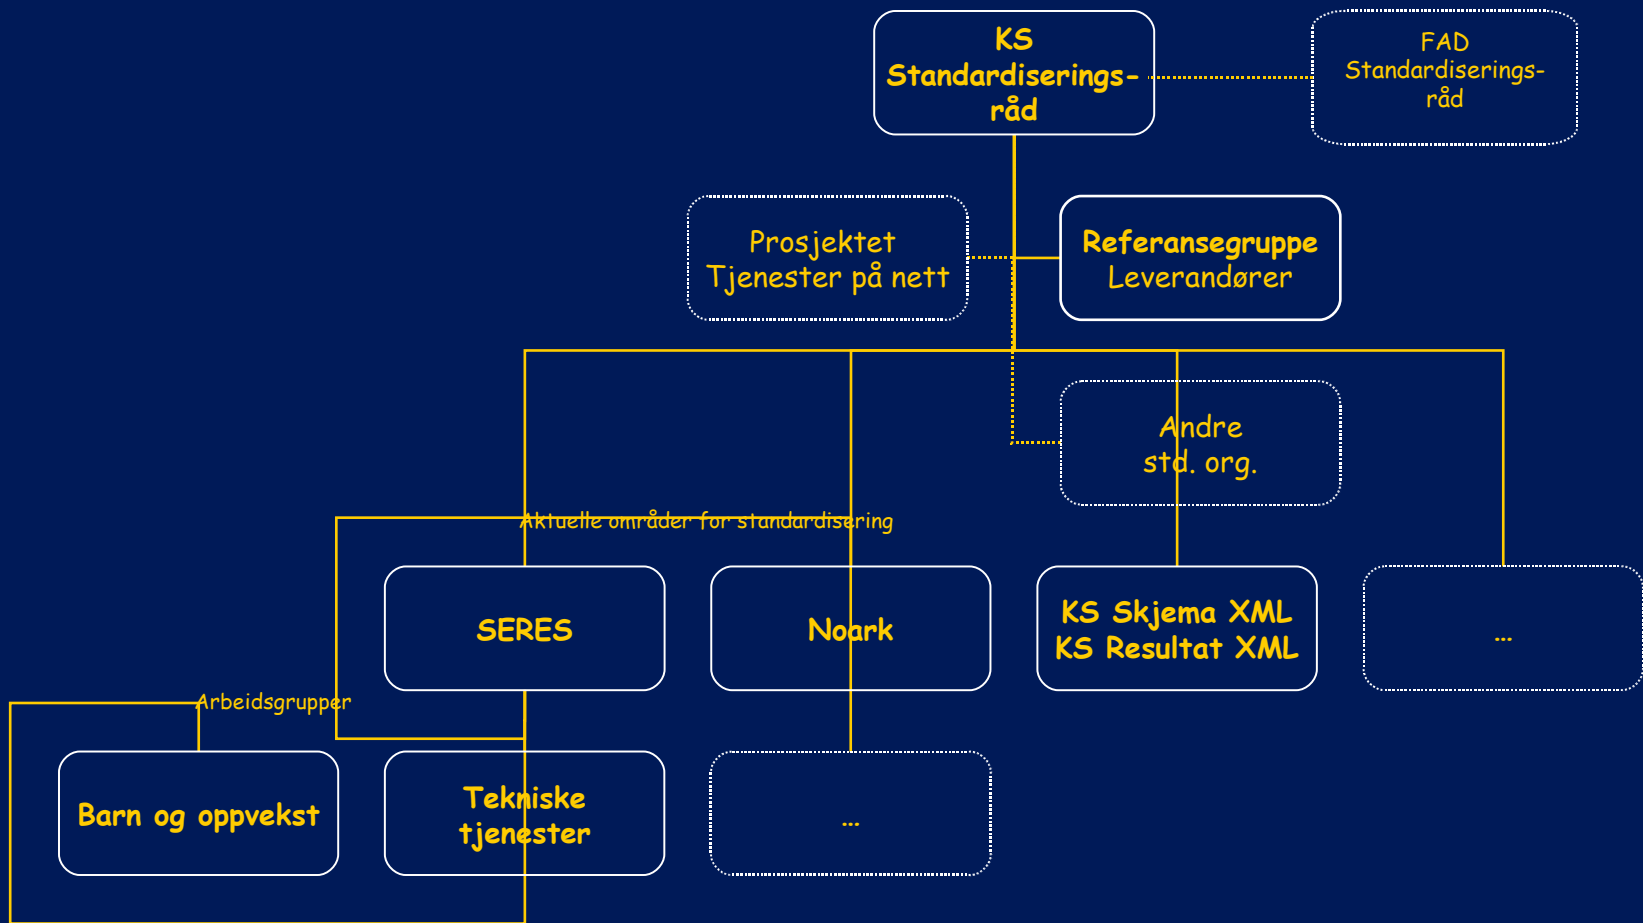 KS
Standardiserings-
råd
FAD
Standardiserings-
råd
Prosjektet
Tjenester på nett
Referansegruppe
Leverandører
Andre
std. org.
Aktuelle områder for standardisering
SERES
Noark
KS Skjema XML
KS Resultat XML
…
Arbeidsgrupper
Barn og oppvekst
Tekniske
tjenester
…